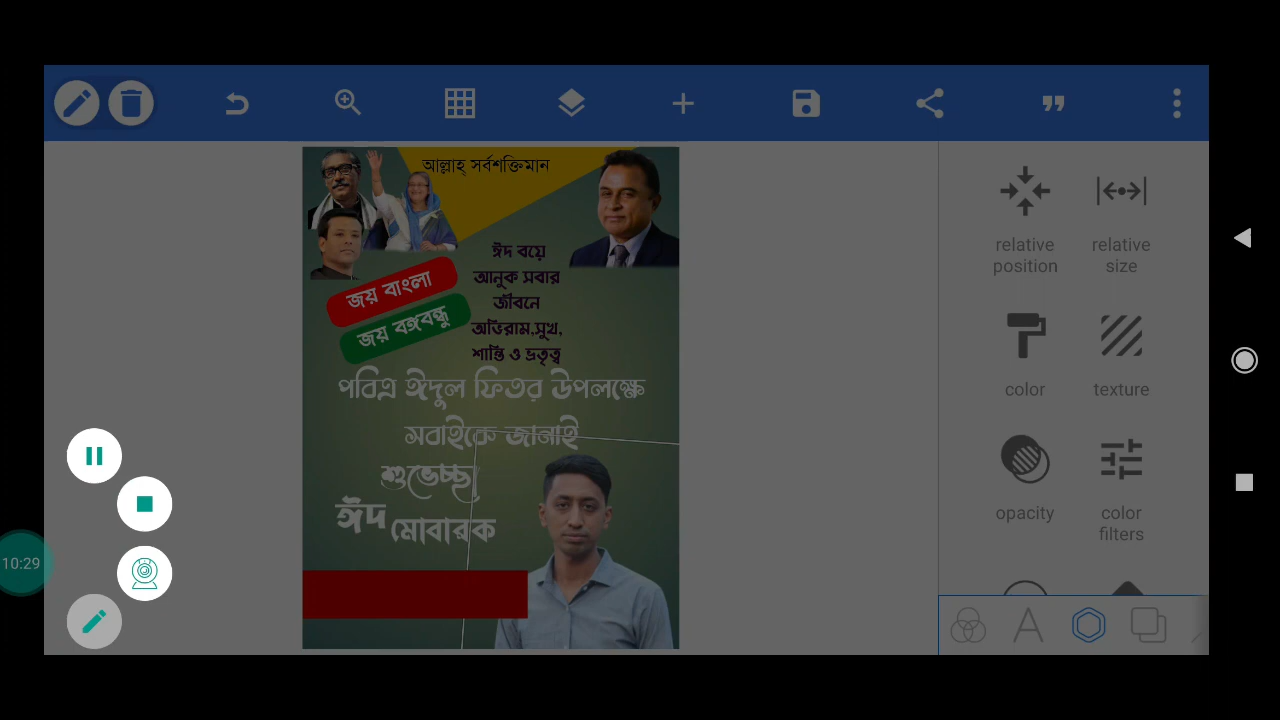 আল্লাহ্ সর্বশক্তিমান
ঈদ বয়ে
আনুক সবার
জীবনে
অভিরাম,সুখ,
শান্তি ও ভ্রতৃত্ব
জয় বাংলা
জয় বঙ্গবন্ধু
পবিত্র ঈদুল ফিতর উপলক্ষে
সবাইকে জানাই
শুভেচ্ছা
ঈদ মোবারক
relative position
relative size
color
texture
opacity
color filters
10:29